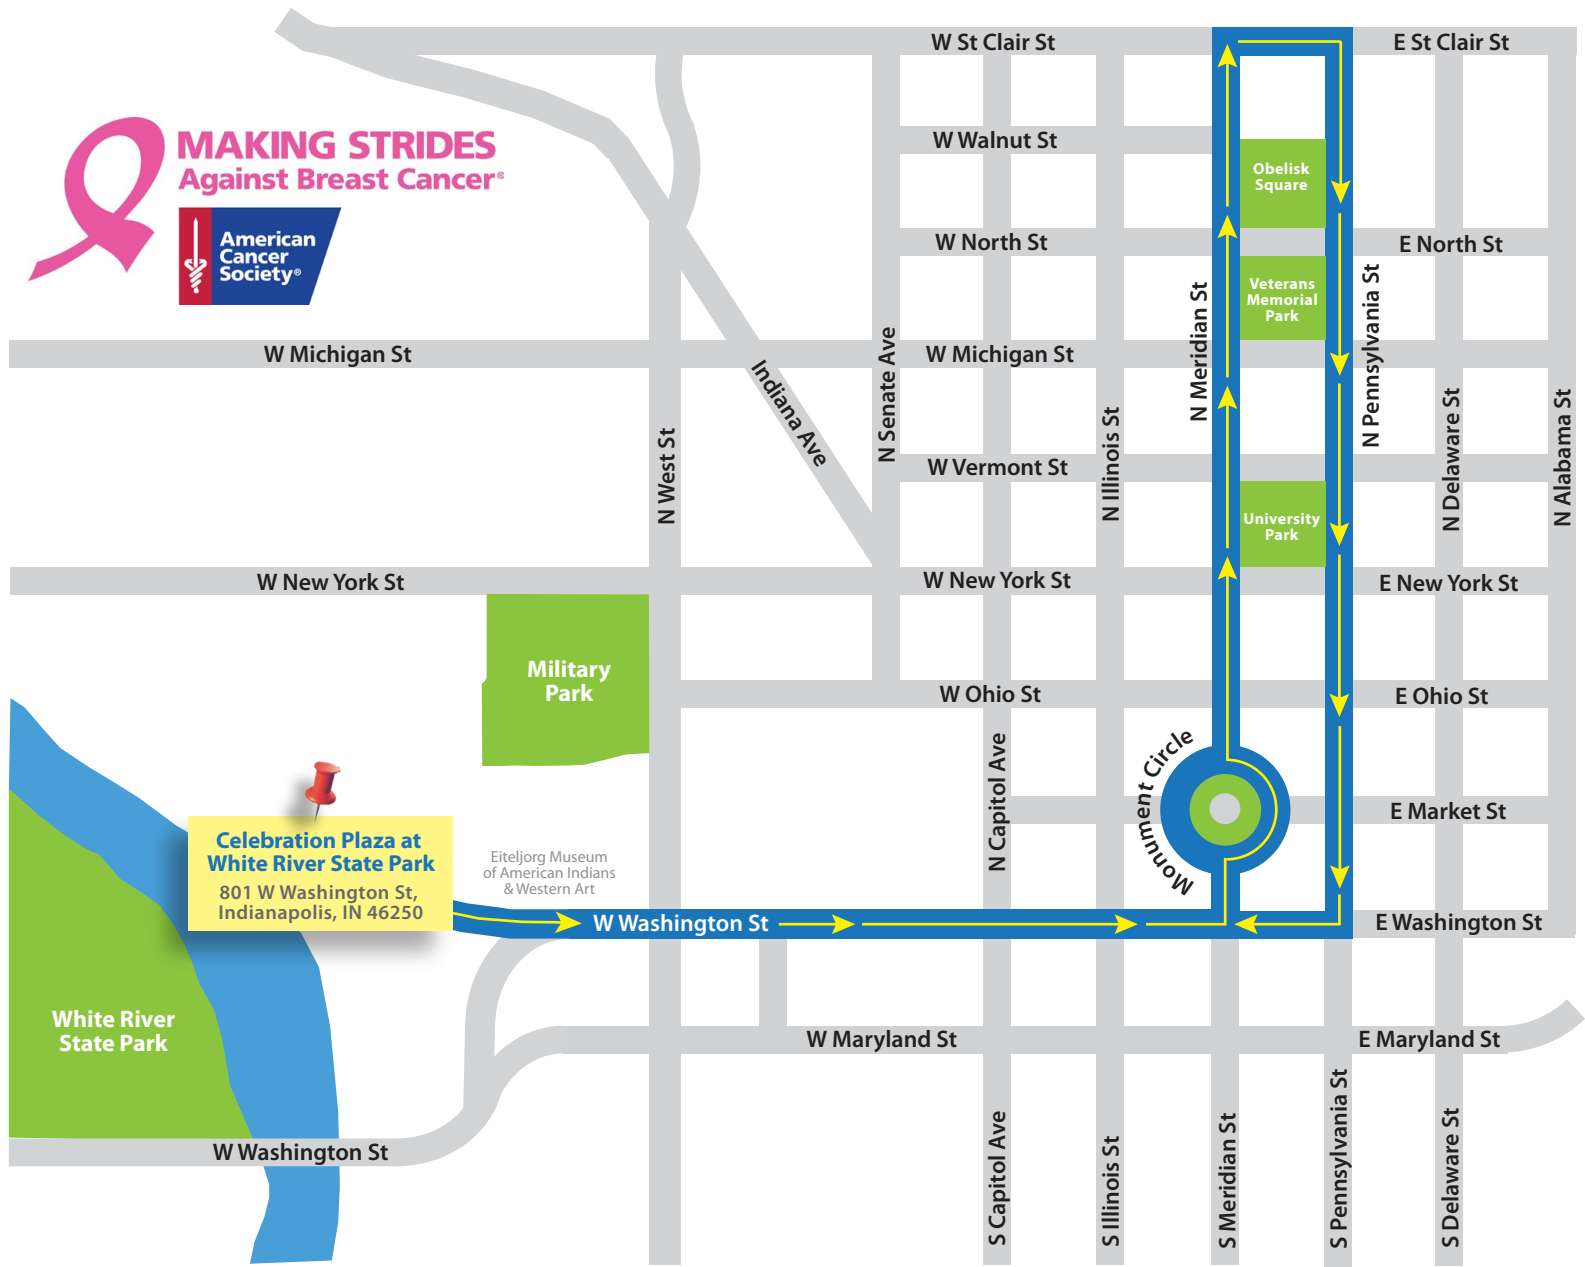 W St Clair St
E St Clair St
MAKING STRIDES
Against Breast Cancer®
W Walnut St
Obelisk
Square
American
Cancer
Society®
W North St
E North St
N Meridian St
Veterans
Memorial
Park
N Pennsylvania St
W Michigan St
W Michigan St
Indiana Ave
N Senate Ave
N West St
N Illinois St
W Vermont St
N Delaware St
N Alabama St
University
Park
W New York St
W New York St
E New York St
Military
Park
W Ohio St
E Ohio St
N Capitol Ave
Monument Circle
E Market St
Celebration Plaza at
White River State Park
801 W Washington St,
Indianapolis, IN 46250
Eiteljorg Museum
of American Indians
& Western Art
W Washington St
E Washington St
White River
State Park
W Maryland St
E Maryland St
W Washington St
S Capitol Ave
S Illinois St
S Meridian St
S Pennsylvania St
S Delaware St